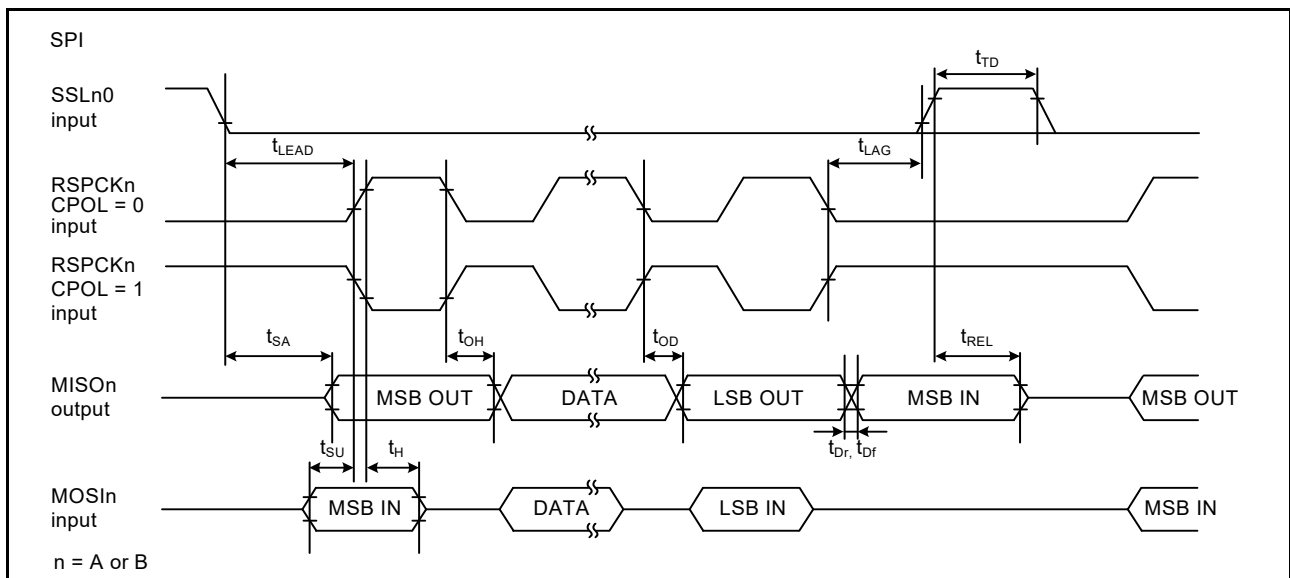 SPI
SSLn0
input
tTD
tLEAD
tLAG
RSPCKn
CPOL = 0
input
RSPCKn
CPOL = 1
input
tSA
tOH
tOD
tREL
MISOn
output
MSB OUT
DATA
LSB OUT
MSB IN
MSB OUT
tSU
tH
tDr, tDf
MOSIn
input
MSB IN
DATA
LSB IN
MSB IN
n = A or B